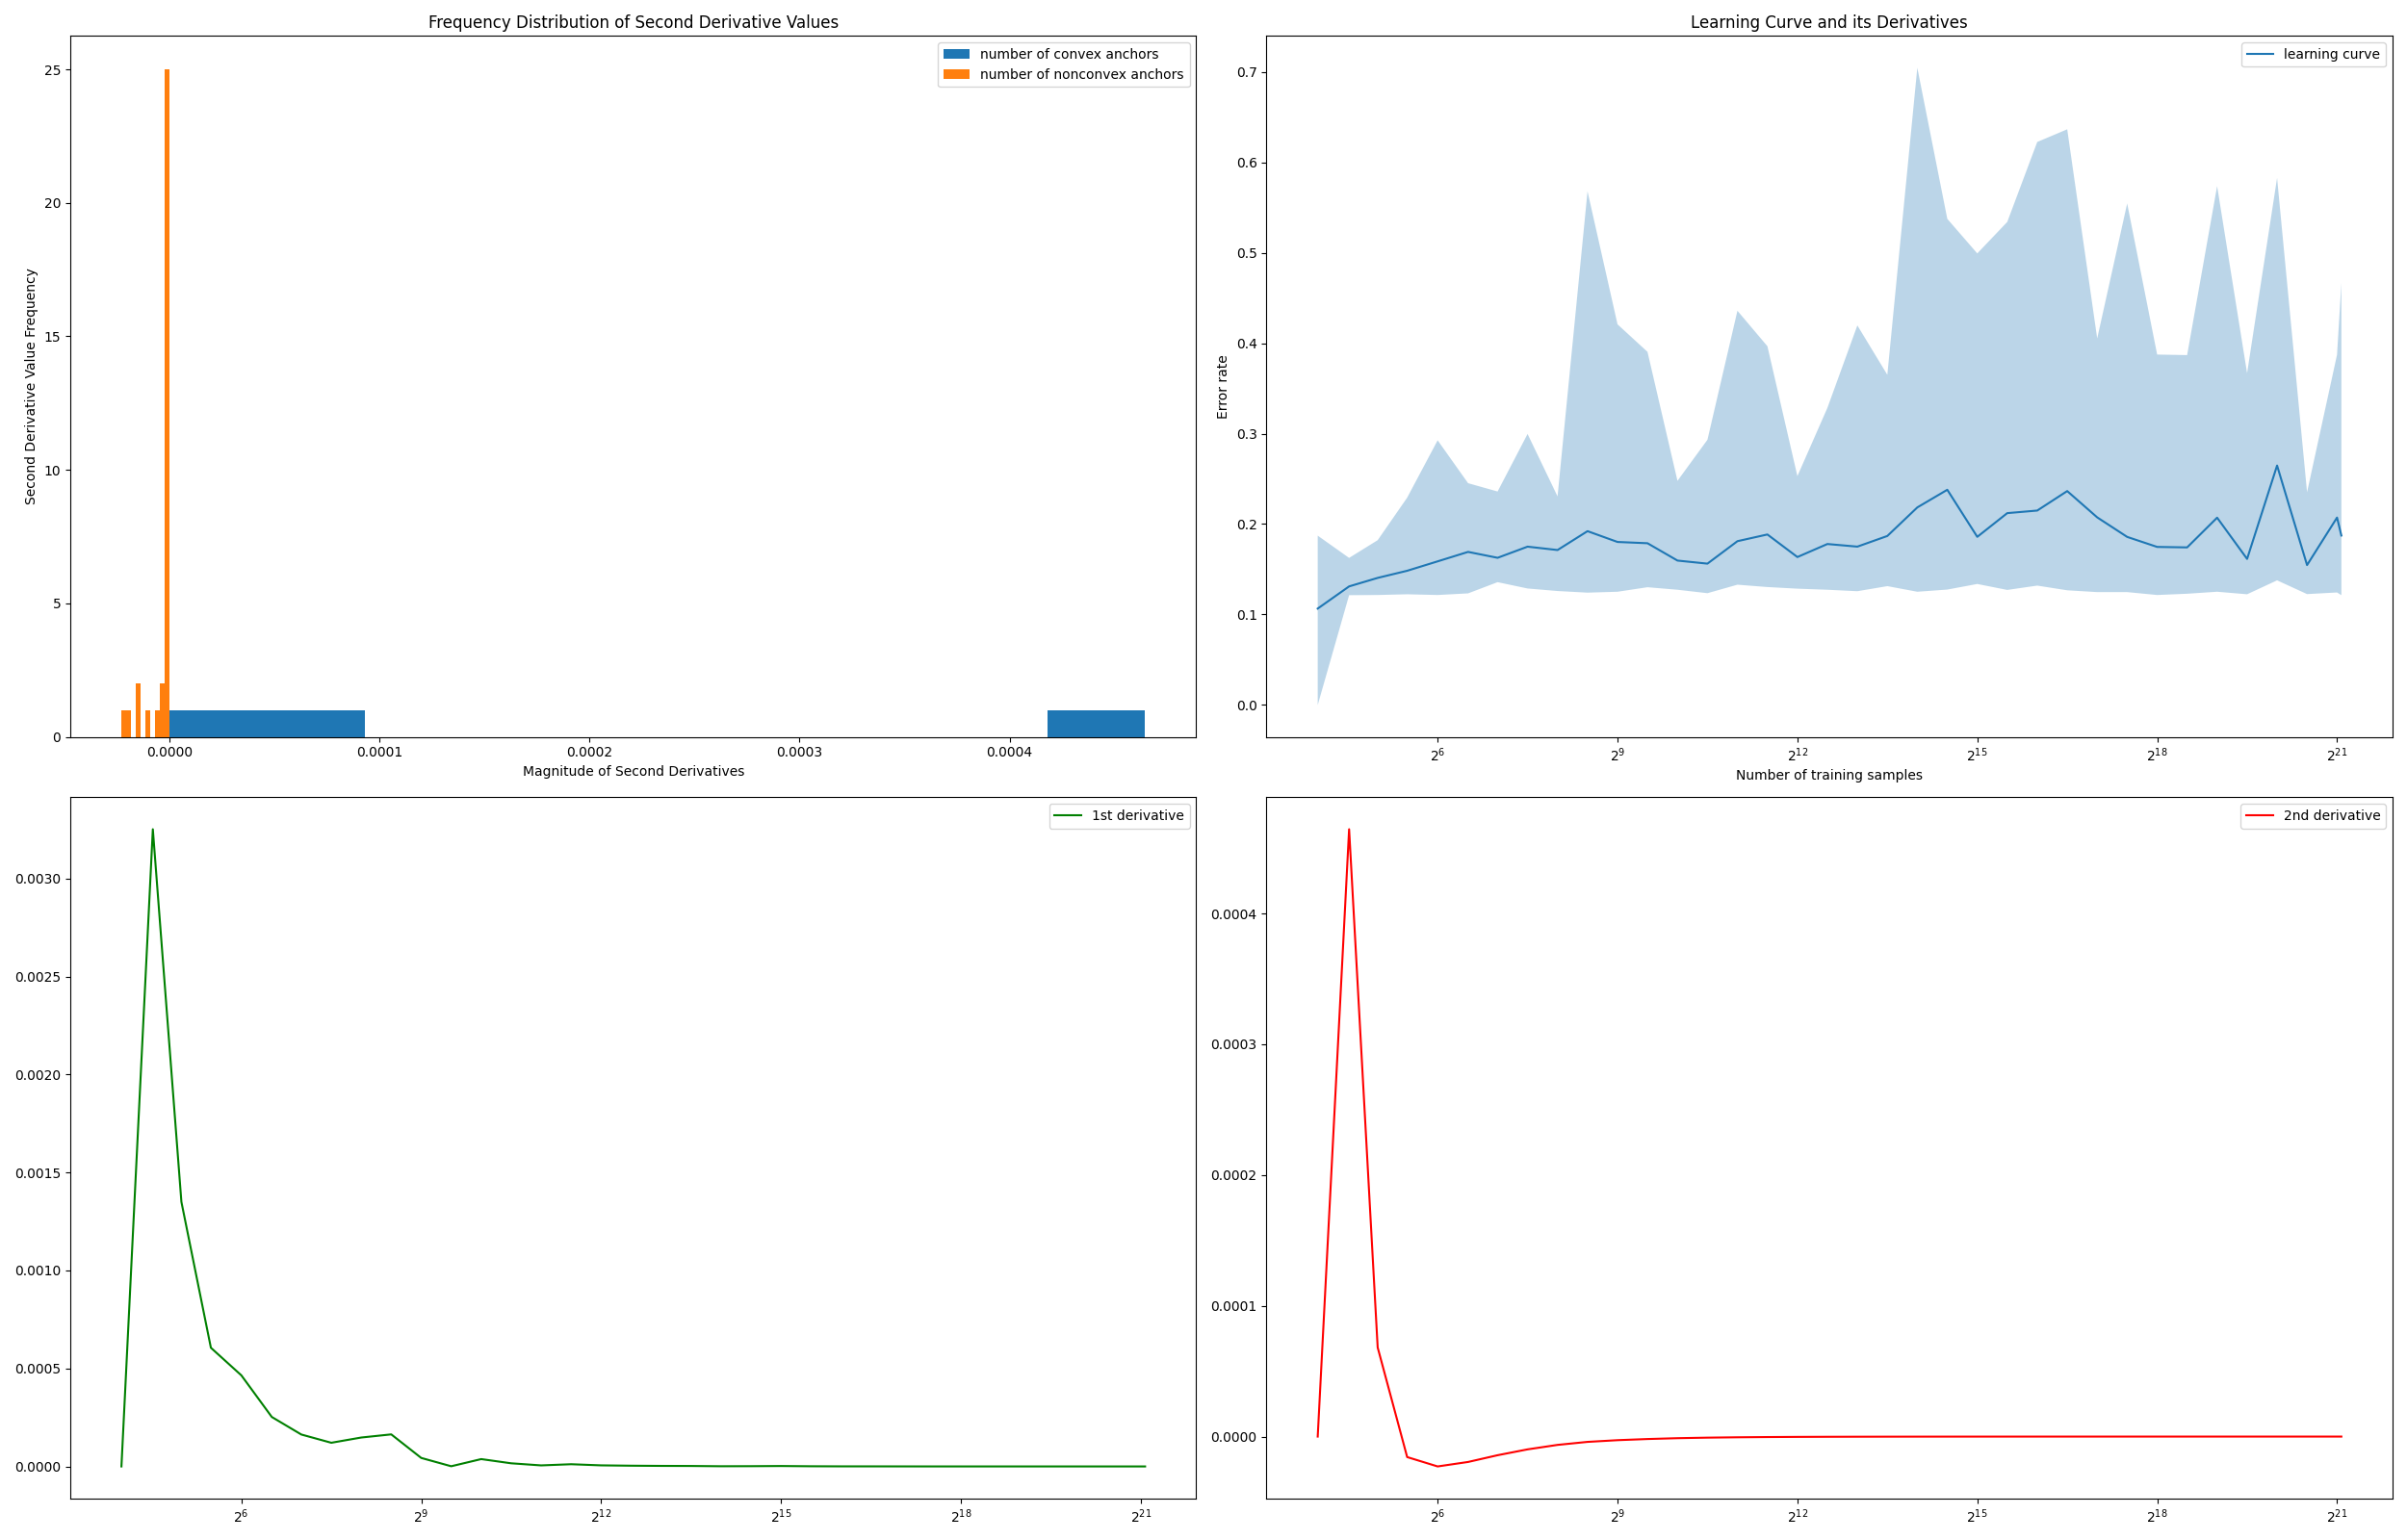 Frequency Distribution of Second Derivative Values
number of convex anchors
number of nonconvex anchors
25
20
15
10
5
0
Second Derivative Value Frequency
0.0000 0.0001 0.0002 0.0003 0.0004
Magnitude of Second Derivatives
Learning Curve and its Derivatives
learning curve
0.7
0.6
0.5
0.4
0.3
0.2
0.1
0.0
Error rate
2^6 2^9 2^12 2^15 2^18 2^21
Number of training samples
1st derivative
0.0030
0.0025
0.0020
0.0015
0.0010
0.0005
0.0000
2^6 2^9 2^12 2^15 2^18 2^21
2nd derivative
0.0004
0.0003
0.0002
0.0001
0.0000
2^6 2^9 2^12 2^15 2^18 2^21